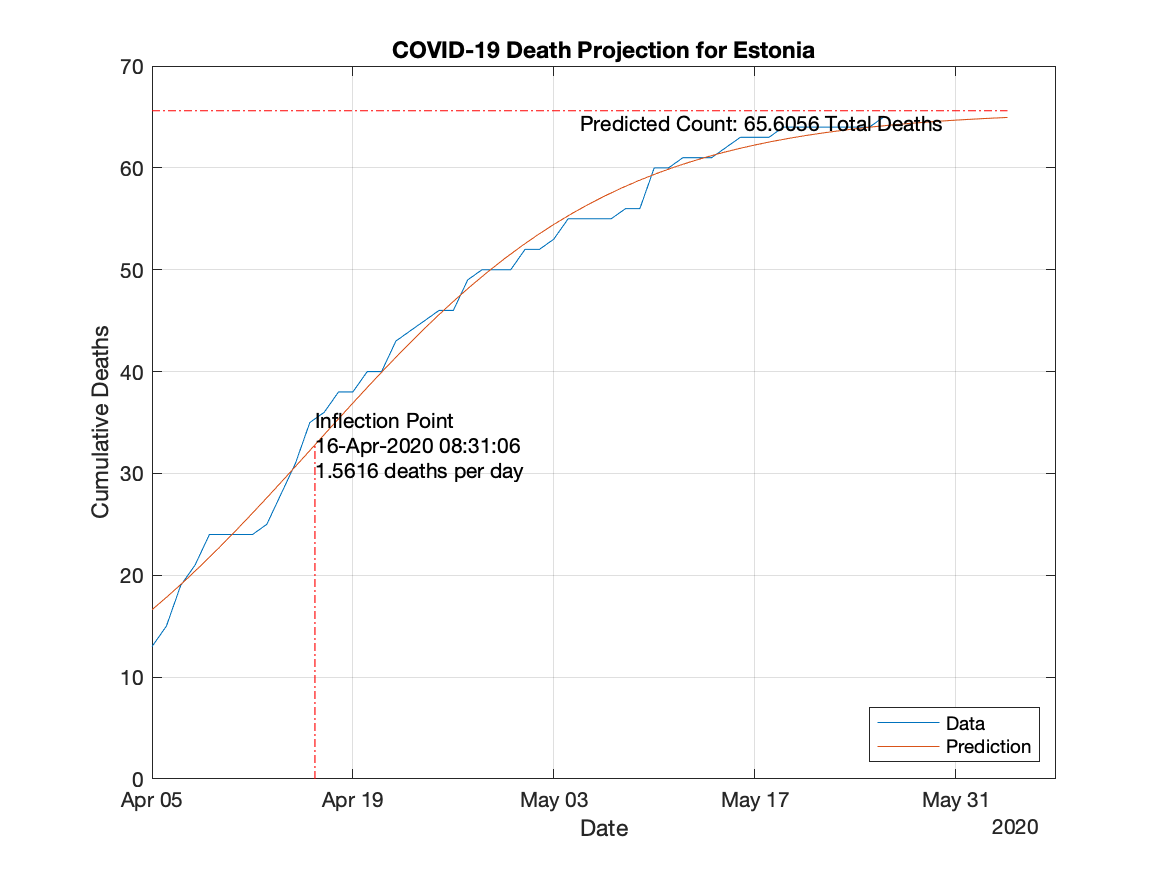 COVID-19 Death Projection for Estonia
70
Predicted Count: 65.6056 Total Deaths
60
50
40
Inflection Point
16-Apr-2020 08:31:06
1.5616 deaths per day
30
20
10
0
Cumulative Deaths
Data
Prediction
Apr 05
Apr 19
May 03
May 17
May 31
Date
2020